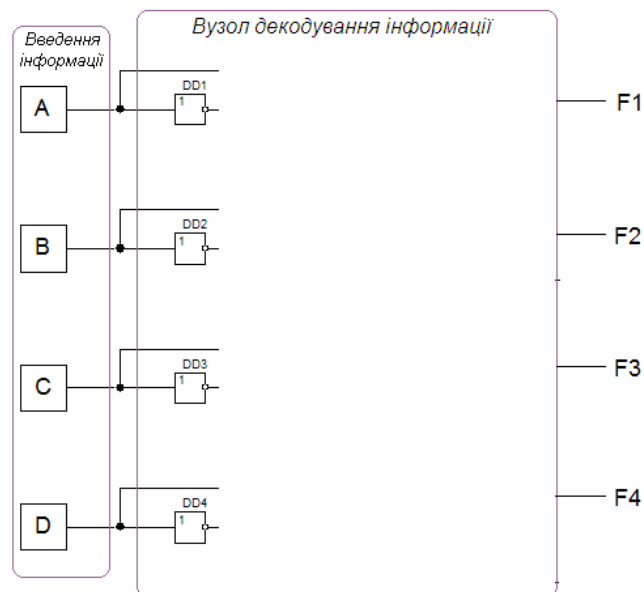 Введення
інформації
Вузол декодування інформації
A
DD1
1
F1
B
DD2
1
F2
C
DD3
1
F3
D
DD4
1
F4